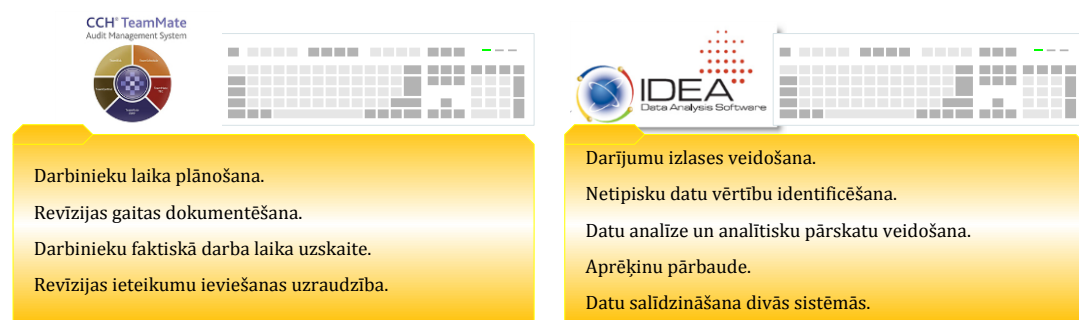 CCH® TeamMate
Audit Management System
Darbinieku laika plānošana.
Revīzijas gaitas dokumentēšana.
Darbinieku faktiskā darba laika uzskaite.
Revīzijas ieteikumu ieviešanas uzraudzība.
IDEA
Data Analysis Software
Darījumu izlases veidošana.
Netipisku datu vērtību identificēšana.
Datu analīze un analītisku pārskatu veidošana.
Aprēķinu pārbaude.
Datu salīdzināšana divās sistēmās.